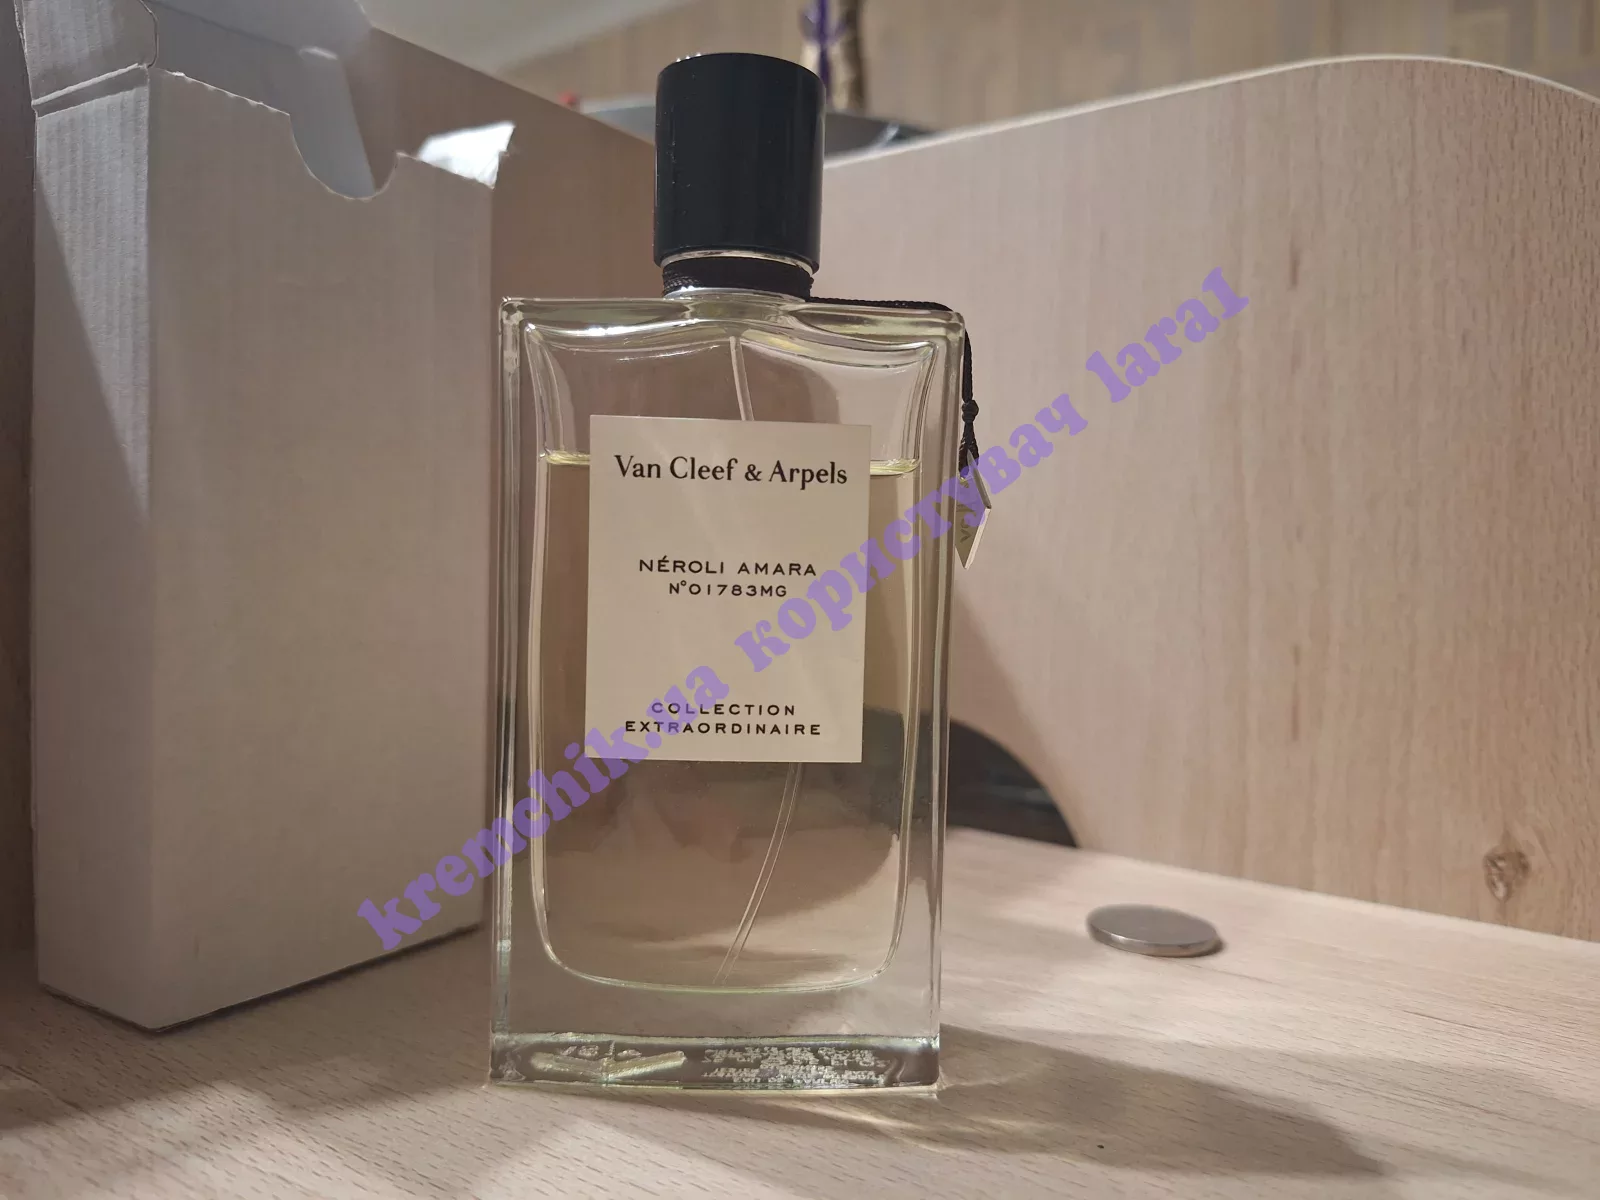 Van Cleef & Arpels
NÉROLI AMARA
N°01783MG
COLLECTION
EXTRAORDINAIRE
kremchik.ua користувач lara1